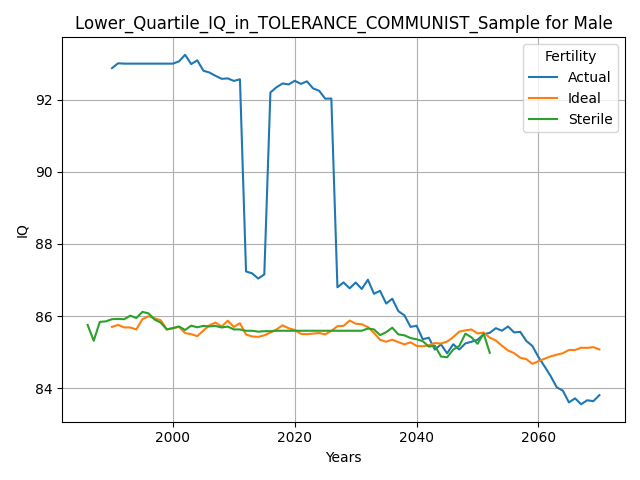 Lower_Quartile_IQ_in_TOLERANCE_COMMUNIST_Sample for Male
Fertility
Actual
Ideal
Sterile
IQ
92
90
88
86
84
2000
2020
2040
2060
Years